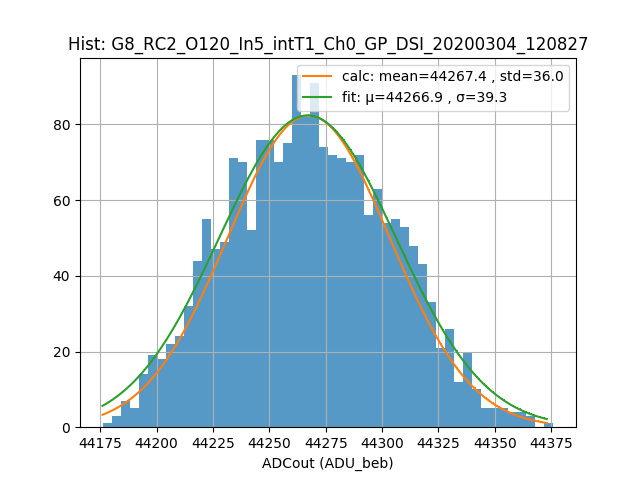 Hist: G8_RC2_O120_In5_intT1_Ch0_GP_DSI_20200304_120827
calc: mean=44267.4 , std=36.0
fit: μ=44266.9 , σ=39.3
80
60
40
20
0
44175 44200 44225 44250 44275 44300 44325 44350 44375
ADCout (ADU_beb)